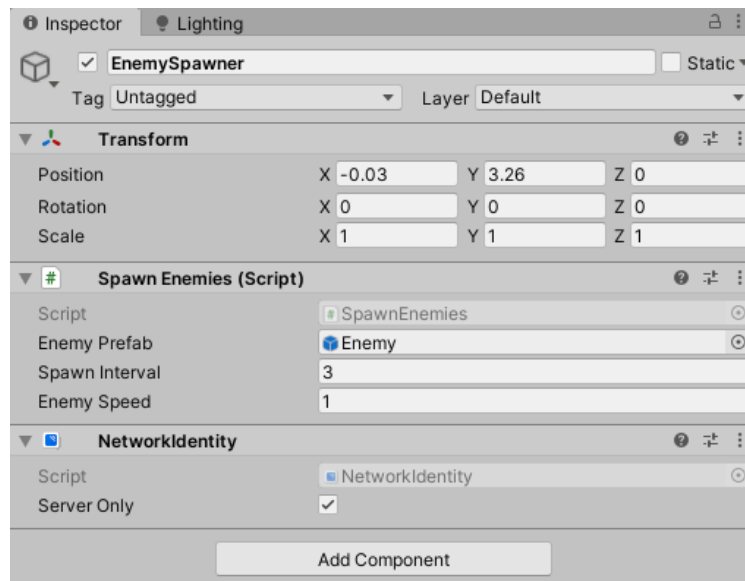 Inspector Lighting
EnemySpawner Static
Tag Untagged Layer Default
Transform
Position X -0.03 Y 3.26 Z 0
Rotation X 0 Y 0 Z 0
Scale X 1 Y 1 Z 1
Spawn Enemies (Script)
Script SpawnEnemies
Enemy Prefab Enemy
Spawn Interval 3
Enemy Speed 1
NetworkIdentity
Script NetworkIdentity
Server Only
Add Component